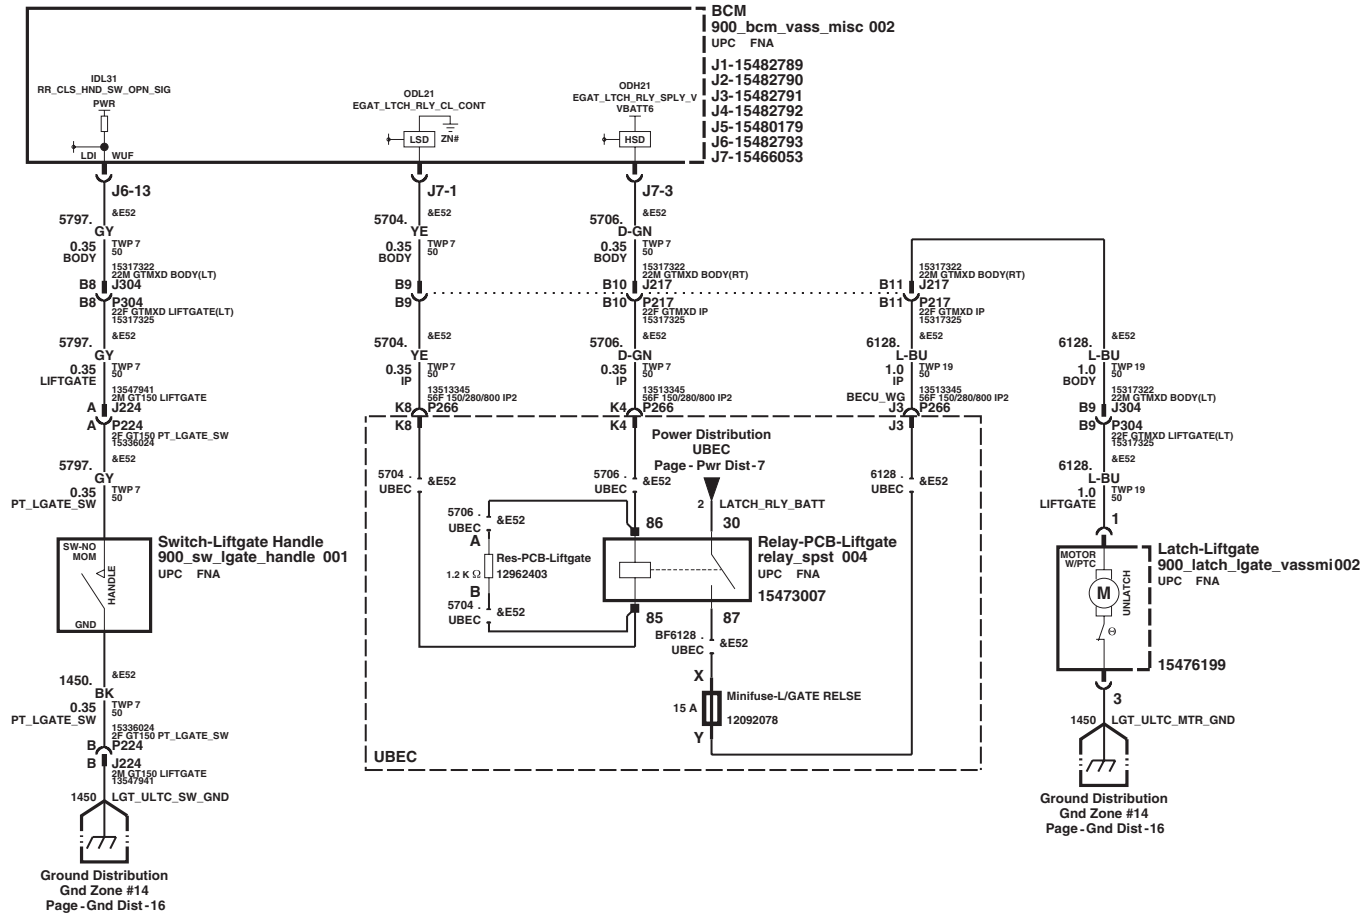 BCM
900_bcm_vass_misc 002
UPC FNA
J1-15482789
J2-15482790
J3-15482791
J4-15482792
J5-15480179
J6-15482793
J7-15466053
IDL31
RR_CLS_HND_SW_OPN_SIG
PWR
LDI WUF
ODL21
EGAT_LTCH_RLY_CL_CONT
LSD
ZN#
ODH21
EGAT_LTCH_RLY_SPLY_V
VBATT6
HSD
J6-13
&E52
5797.
GY
0.35
BODY
TWP 7
50
15317322
22M GTMXD BODY(LT)
B8 J304
B8 P304
22F GTMXD LIFTGATE(LT)
15317325
&E52
5797.
GY
0.35
LIFTGATE
TWP 7
50
13547941
2M GT150 LIFTGATE
A J224
A P224
2F GT150 PT_LGATE_SW
15336024
&E52
5797.
GY
0.35
PT_LGATE_SW
TWP 7
50
SW-NO
MOM
HANDLE
GND
Switch-Liftgate Handle
900_sw_lgate_handle 001
UPC FNA
&E52
1450.
BK
0.35
PT_LGATE_SW
TWP 7
50
15336024
2F GT150 PT_LGATE_SW
B P224
B J224
2M GT150 LIFTGATE
13547941
1450 LGT_ULTC_SW_GND
Ground Distribution
Gnd Zone #14
Page-Gnd Dist-16
J7-1
&E52
5704.
YE
0.35
BODY
TWP 7
50
B9
B9
&E52
5704.
YE
0.35
IP
TWP 7
50
13513345
56F 150/280/800 IP2
K8 P266
K8
5704 .
UBEC
&E52
J7-3
&E52
5706.
D-GN
0.35
BODY
TWP 7
50
15317322
22M GTMXD BODY(RT)
B10 J217
B10 P217
22F GTMXD IP
15317325
&E52
5706.
D-GN
0.35
IP
TWP 7
50
13513345
56F 150/280/800 IP2
K4 P266
K4
Power Distribution
UBEC
Page-Pwr Dist-7
5706 .
UBEC
&E52
2 LATCH_RLY_BATT
5706 .
UBEC
&E52
A
Res-PCB-Liftgate
1.2 K Ω 12962403
B
5704 .
UBEC
&E52
86 30
Relay-PCB-Liftgate
relay_spst 004
UPC FNA
15473007
85 87
BF6128 .
UBEC
&E52
X
Minifuse-L/GATE RELSE
15 A
12092078
Y
UBEC
15317322
22M GTMXD BODY(RT)
B11 J217
B11 P217
22F GTMXD IP
15317325
&E52
6128.
L-BU
1.0
IP
TWP 19
50
BECU_WG
13513345
56F 150/280/800 IP2
J3 P266
J3
6128 .
UBEC
&E52
&E52
6128.
L-BU
1.0
BODY
TWP 19
50
15317322
22M GTMXD BODY(LT)
B9 J304
B9 P304
22F GTMXD LIFTGATE(LT)
15317325
&E52
6128.
L-BU
1.0
LIFTGATE
TWP 19
50
1
MOTOR
W/PTC
M
UNLATCH
Θ
Latch-Liftgate
900_latch_lgate_vassmi002
UPC FNA
15476199
3
1450 LGT_ULTC_MTR_GND
Ground Distribution
Gnd Zone #14
Page-Gnd Dist-16